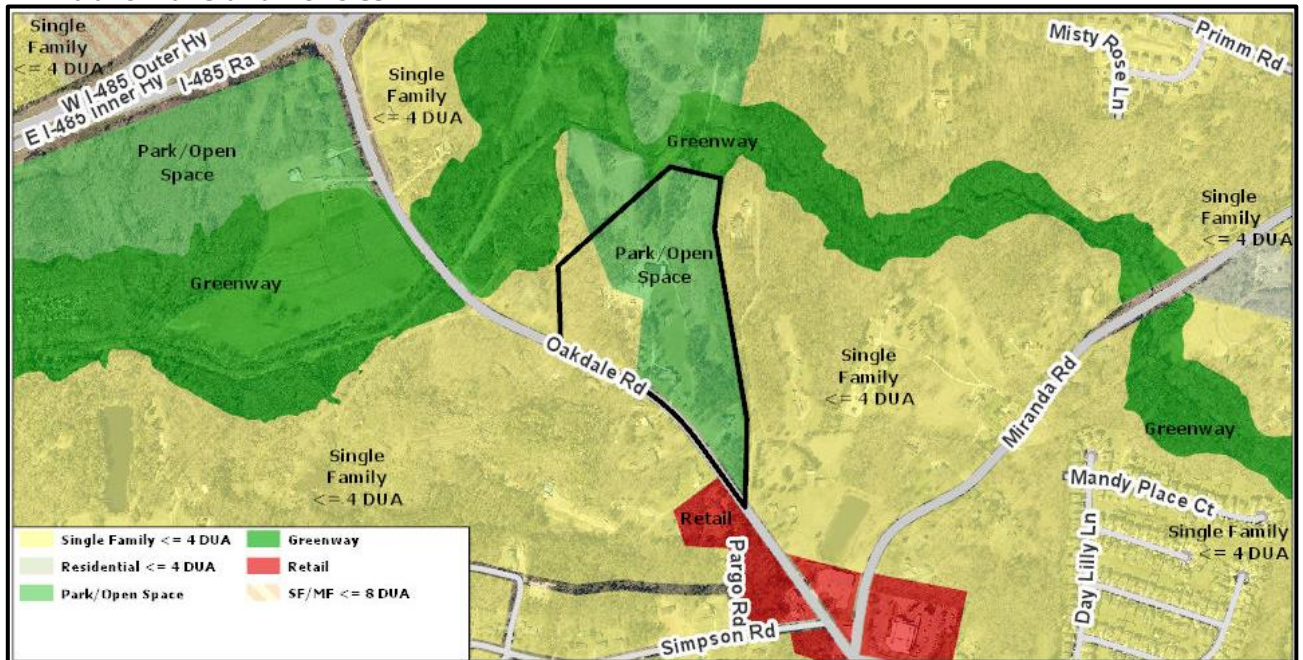 Single
Family
<= 4 DUA
W I-485 Outer Hy
E I-485 Inner Hy
I-485 Ra
Single
Family
<= 4 DUA
Misty Rose Ln
Primm Rd
Park/Open
Space
Greenway
Single
Family
<= 4 DUA
Park/Open
Space
Greenway
Oakdale Rd
Single
Family
<= 4 DUA
Miranda Rd
Greenway
Single
Family
<= 4 DUA
Mandy Place Ct
Retail
Pargo Rd
Day Lilly Ln
Single Family
<= 4 DUA
Simpson Rd
Single Family <= 4 DUA
Greenway
Residential <= 4 DUA
Retail
Park/Open Space
SF/MF <= 8 DUA